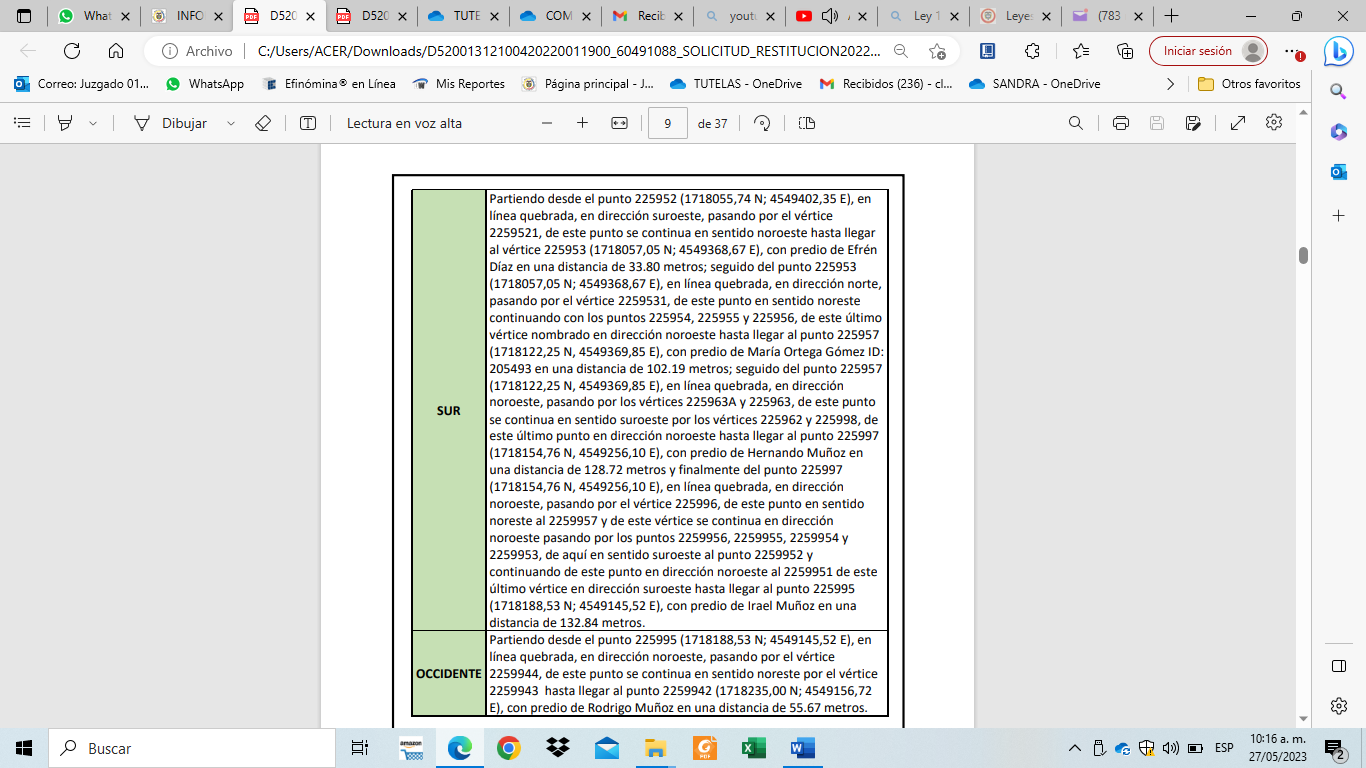 What
INFO
D520
D520
TUTE
COM
Recib
yout
Ley 1
Leyes
(783
Archivo
C:/Users/ACER/Downloads/D520013121004202200119​00_60491088_SOLICITUD_RESTITUCION2022...
Iniciar sesión
Correo: Juzgado 01...
WhatsApp
Efinómina® en Línea
Mis Reportes
Página principal - J...
TUTELAS - OneDrive
Recibidos (236) - cl...
SANDRA - OneDrive
Otros favoritos
Dibujar
Lectura en voz alta
9
de 37
SUR
Partiendo desde el punto 225952 (1718055,74 N; 4549402,35 E), en
línea quebrada, en dirección suroeste, pasando por el vértice
2259521, de este punto se continua en sentido noroeste hasta llegar
al vértice 225953 (1718057,05 N; 4549368,67 E), con predio de Efrén
Díaz en una distancia de 33.80 metros; seguido del punto 225953
(1718057,05 N; 4549368,67 E), en línea quebrada, en dirección norte,
pasando por el vértice 2259531, de este punto en sentido noreste
continuando con los puntos 225954, 225955 y 225956, de este último
vértice nombrado en dirección noroeste hasta llegar al punto 225957
(1718122,25 N, 4549369,85 E), con predio de María Ortega Gómez ID:
205493 en una distancia de 102.19 metros; seguido del punto 225957
(1718122,25 N, 4549369,85 E), en línea quebrada, en dirección
noroeste, pasando por los vértices 225963A y 225963, de este punto
se continua en sentido suroeste por los vértices 225962 y 225998, de
este último punto en dirección noroeste hasta llegar al punto 225997
(1718154,76 N, 4549256,10 E), con predio de Hernando Muñoz en
una distancia de 128.72 metros y finalmente del punto 225997
(1718154,76 N, 4549256,10 E), en línea quebrada, en dirección
noroeste, pasando por el vértice 225996, de este punto en sentido
noreste al 2259957 y de este vértice se continua en dirección
noroeste pasando por los puntos 2259956, 2259955, 2259954 y
2259953, de aquí en sentido suroeste al punto 2259952 y
continuando de este punto en dirección noroeste al 2259951 de este
último vértice en dirección suroeste hasta llegar al punto 225995
(1718188,53 N; 4549145,52 E), con predio de Irael Muñoz en una
distancia de 132.84 metros.
OCCIDENTE
Partiendo desde el punto 225995 (1718188,53 N; 4549145,52 E), en
línea quebrada, en dirección noroeste, pasando por el vértice
2259944, de este punto se continua en sentido noreste por el vértice
2259943 hasta llegar al punto 2259942 (1718235,00 N; 4549156,72
E), con predio de Rodrigo Muñoz en una distancia de 55.67 metros.
Buscar
amazon
PDF
ESP
10:16 a. m.
27/05/2023
2